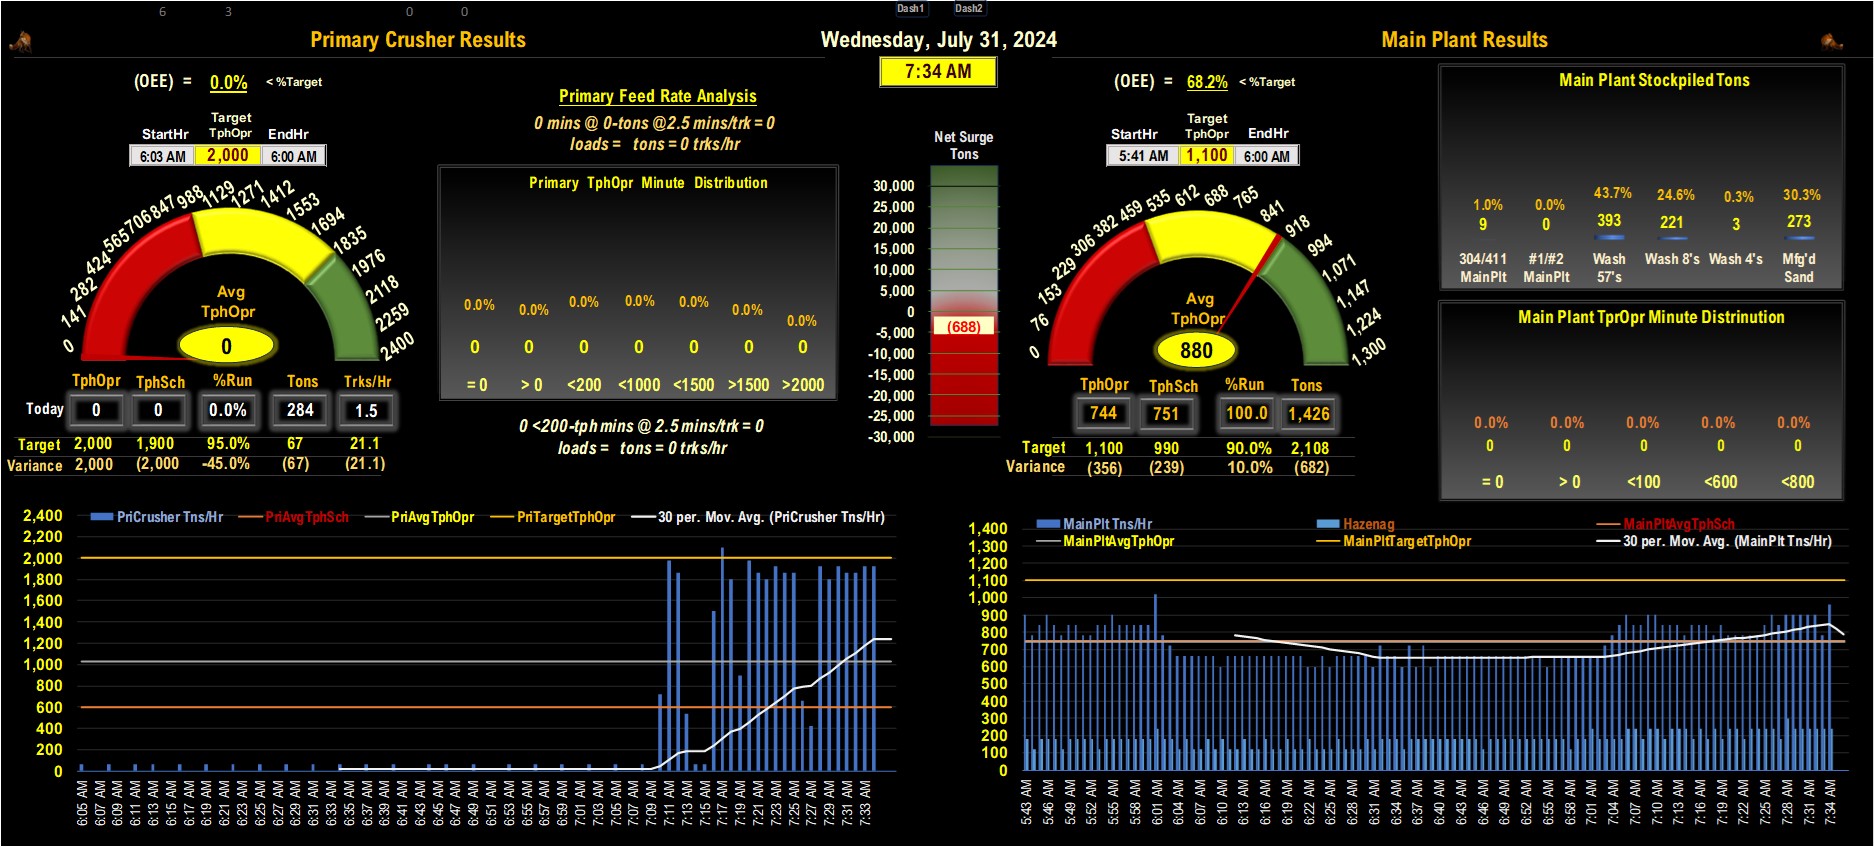 6 3 0 0 Dash1 Dash2
Primary Crusher Results
Wednesday, July 31, 2024
Main Plant Results
7:34 AM
(OEE) = 0.0% < %Target
Target
StartHr TphOpr EndHr
6:03 AM 2,000 6:00 AM
0 141 282 424 565 706 847 988 1129 1271 1412 1553 1694 1835 1976 2118 2259 2400
Avg
TphOpr
0
TphOpr TphSch %Run Tons Trks/Hr
Today 0 0 0.0% 284 1.5
Target 2,000 1,900 95.0% 67 21.1
Variance 2,000 (2,000 -45.0% (67) (21.1)
Primary Feed Rate Analysis
0 mins @ 0-tons @2.5 mins/trk = 0
loads = tons = 0 trks/hr
Primary TphOpr Minute Distribution
0.0% 0.0% 0.0% 0.0% 0.0% 0.0% 0.0%
0 0 0 0 0 0 0
= 0 > 0 <200 <1000 <1500 >1500 >2000
0 <200-tph mins @ 2.5 mins/trk = 0
loads = tons = 0 trks/hr
Net Surge
Tons
30,000
25,000
20,000
15,000
10,000
5,000
0
-5,000
-10,000
-15,000
-20,000
-25,000
-30,000
(688)
(OEE) = 68.2% < %Target
Target
StartHr TphOpr EndHr
5:41 AM 1,100 6:00 AM
0 76 153 229 306 382 459 535 612 688 765 841 918 994 1,071 1,147 1,224 1,300
Avg
TphOpr
880
TphOpr TphSch %Run Tons
744 751 100.0 1,426
Target 1,100 990 90.0% 2,108
Variance (356) (239) 10.0% (682)
Main Plant Stockpiled Tons
1.0% 0.0% 43.7% 24.6% 0.3% 30.3%
9 0 393 221 3 273
304/411 #1/#2 Wash Wash 8's Wash 4's Mfg'd
MainPlt MainPlt 57's Sand
Main Plant TprOpr Minute Distrinution
0.0% 0.0% 0.0% 0.0% 0.0%
0 0 0 0 0
= 0 > 0 <100 <600 <800
PriCrusher Tns/Hr PriAvgTphSch PriAvgTphOpr PriTargetTphOpr 30 per. Mov. Avg. (PriCrusher Tns/Hr)
2,400
2,200
2,000
1,800
1,600
1,400
1,200
1,000
800
600
400
200
0
6:05 AM 6:07 AM 6:09 AM 6:11 AM 6:13 AM 6:15 AM 6:17 AM 6:19 AM 6:21 AM 6:23 AM 6:25 AM 6:27 AM 6:29 AM 6:31 AM 6:33 AM 6:35 AM 6:37 AM 6:39 AM 6:41 AM 6:43 AM 6:45 AM 6:47 AM 6:49 AM 6:51 AM 6:53 AM 6:55 AM 6:57 AM 6:59 AM 7:01 AM 7:03 AM 7:05 AM 7:07 AM 7:09 AM 7:11 AM 7:13 AM 7:15 AM 7:17 AM 7:19 AM 7:21 AM 7:23 AM 7:25 AM 7:27 AM 7:29 AM 7:31 AM 7:33 AM
MainPlt Tns/Hr Hazenag MainPltAvgTphSch
MainPltAvgTphOpr MainPltTargetTphOpr 30 per. Mov. Avg. (MainPlt Tns/Hr)
1,400
1,300
1,200
1,100
1,000
900
800
700
600
500
400
300
200
100
0
5:43 AM 5:46 AM 5:49 AM 5:52 AM 5:55 AM 5:58 AM 6:01 AM 6:04 AM 6:07 AM 6:10 AM 6:13 AM 6:16 AM 6:19 AM 6:22 AM 6:25 AM 6:28 AM 6:31 AM 6:34 AM 6:37 AM 6:40 AM 6:43 AM 6:46 AM 6:49 AM 6:52 AM 6:55 AM 6:58 AM 7:01 AM 7:04 AM 7:07 AM 7:10 AM 7:13 AM 7:16 AM 7:19 AM 7:22 AM 7:25 AM 7:28 AM 7:31 AM 7:34 AM